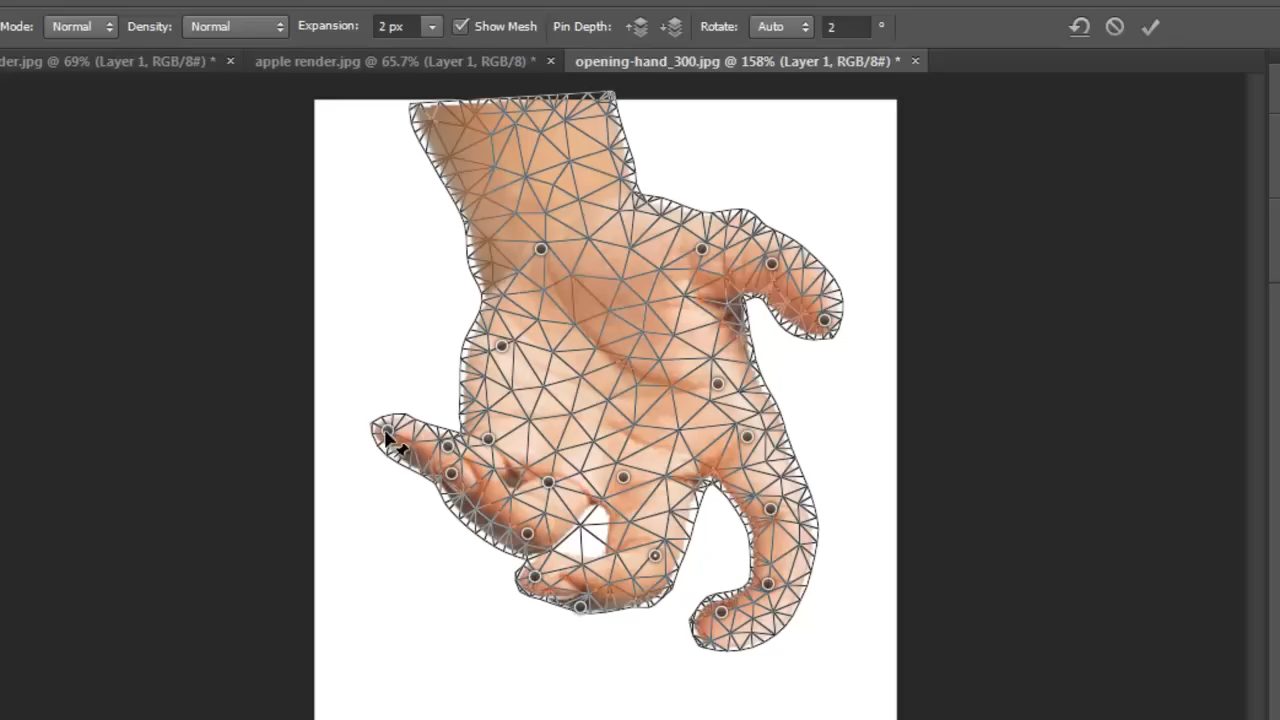 Mode: Normal Density: Normal Expansion: 2 px Show Mesh Pin Depth: Rotate: Auto 2 °
der.jpg @ 69% (Layer 1, RGB/8#) * × apple render.jpg @ 65.7% (Layer 1, RGB/8) * × opening-hand_300.jpg @ 158% (Layer 1, RGB/8#) * ×